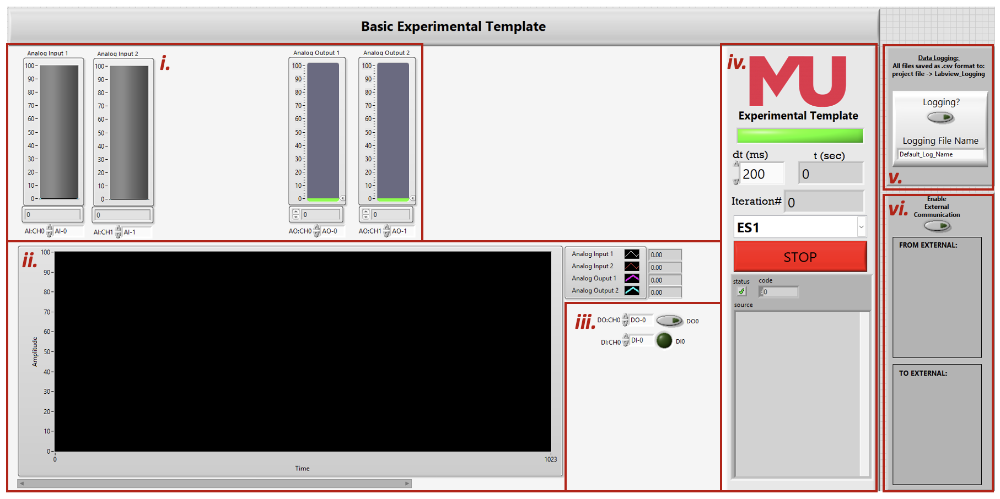 Basic Experimental Template
i.
Analog Input 1
100
90
80
70
60
50
40
30
20
10
0
0
AI:CH0 AI-0
Analog Input 2
100
90
80
70
60
50
40
30
20
10
0
0
AI:CH1 AI-1
Analog Output 1
100
90
80
70
60
50
40
30
20
10
0
0
AO:CH0 AO-0
Analog Output 2
100
90
80
70
60
50
40
30
20
10
0
0
AO:CH1 AO-1
ii.
Amplitude
100
90
80
70
60
50
40
30
20
10
0
0 1023
Time
Analog Input 1 0.00
Analog Input 2 0.00
Analog Ouput 1 0.00
Analog Output 2 0.00
iii.
DO:CH0 DO-0 DO0
DI:CH0 DI-0 DI0
iv.
MU
Experimental Template
dt (ms) t (sec)
200 0
Iteration# 0
ES1
STOP
status code
d0
source
Data Logging:
All files saved as .csv format to:
project file -> Labview_Logging
Logging?
Logging File Name
Default_Log_Name
v.
vi.
Enable
External
Communication
FROM EXTERNAL:
TO EXTERNAL: